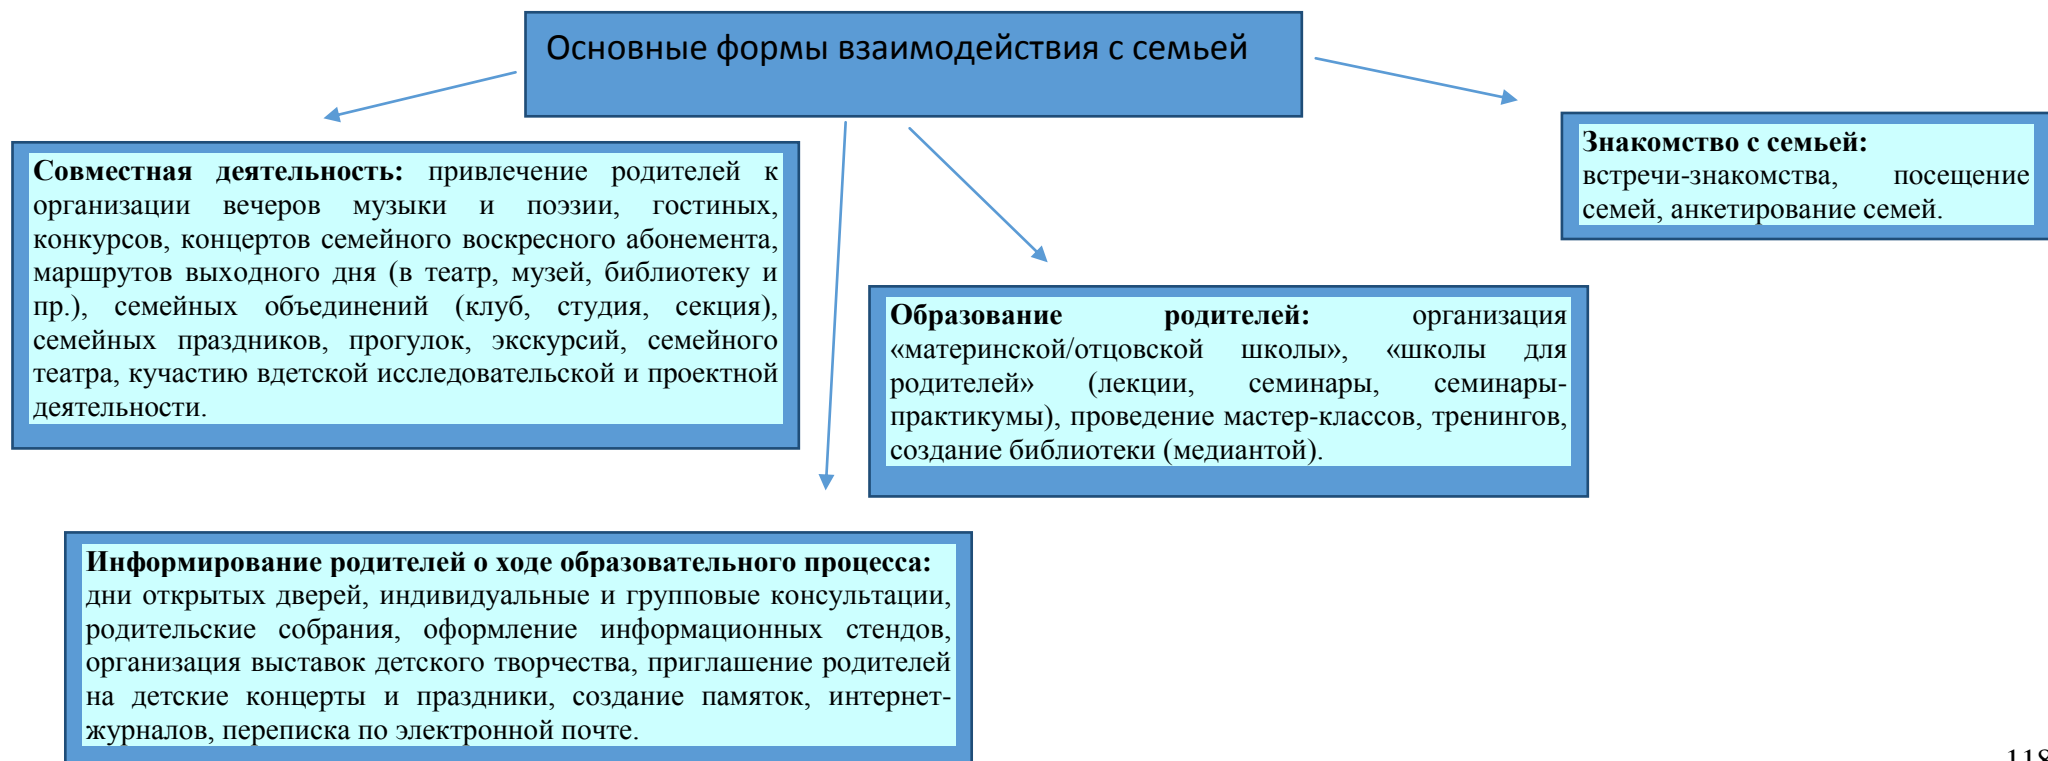 Основные формы взаимодействия с семьей
Знакомство с семьей:
встречи-знакомства, посещение
семей, анкетирование семей.
Совместная деятельность: привлечение родителей к
организации вечеров музыки и поэзии, гостиных,
конкурсов, концертов семейного воскресного абонемента,
маршрутов выходного дня (в театр, музей, библиотеку и
пр.), семейных объединений (клуб, студия, секция),
семейных праздников, прогулок, экскурсий, семейного
театра, кучастию вдетской исследовательской и проектной
деятельности.
Образование родителей: организация
«материнской/отцовской школы», «школы для
родителей» (лекции, семинары, семинары-
практикумы), проведение мастер-классов, тренингов,
создание библиотеки (медиантой).
Информирование родителей о ходе образовательного процесса:
дни открытых дверей, индивидуальные и групповые консультации,
родительские собрания, оформление информационных стендов,
организация выставок детского творчества, приглашение родителей
на детские концерты и праздники, создание памяток, интернет-
журналов, переписка по электронной почте.
118